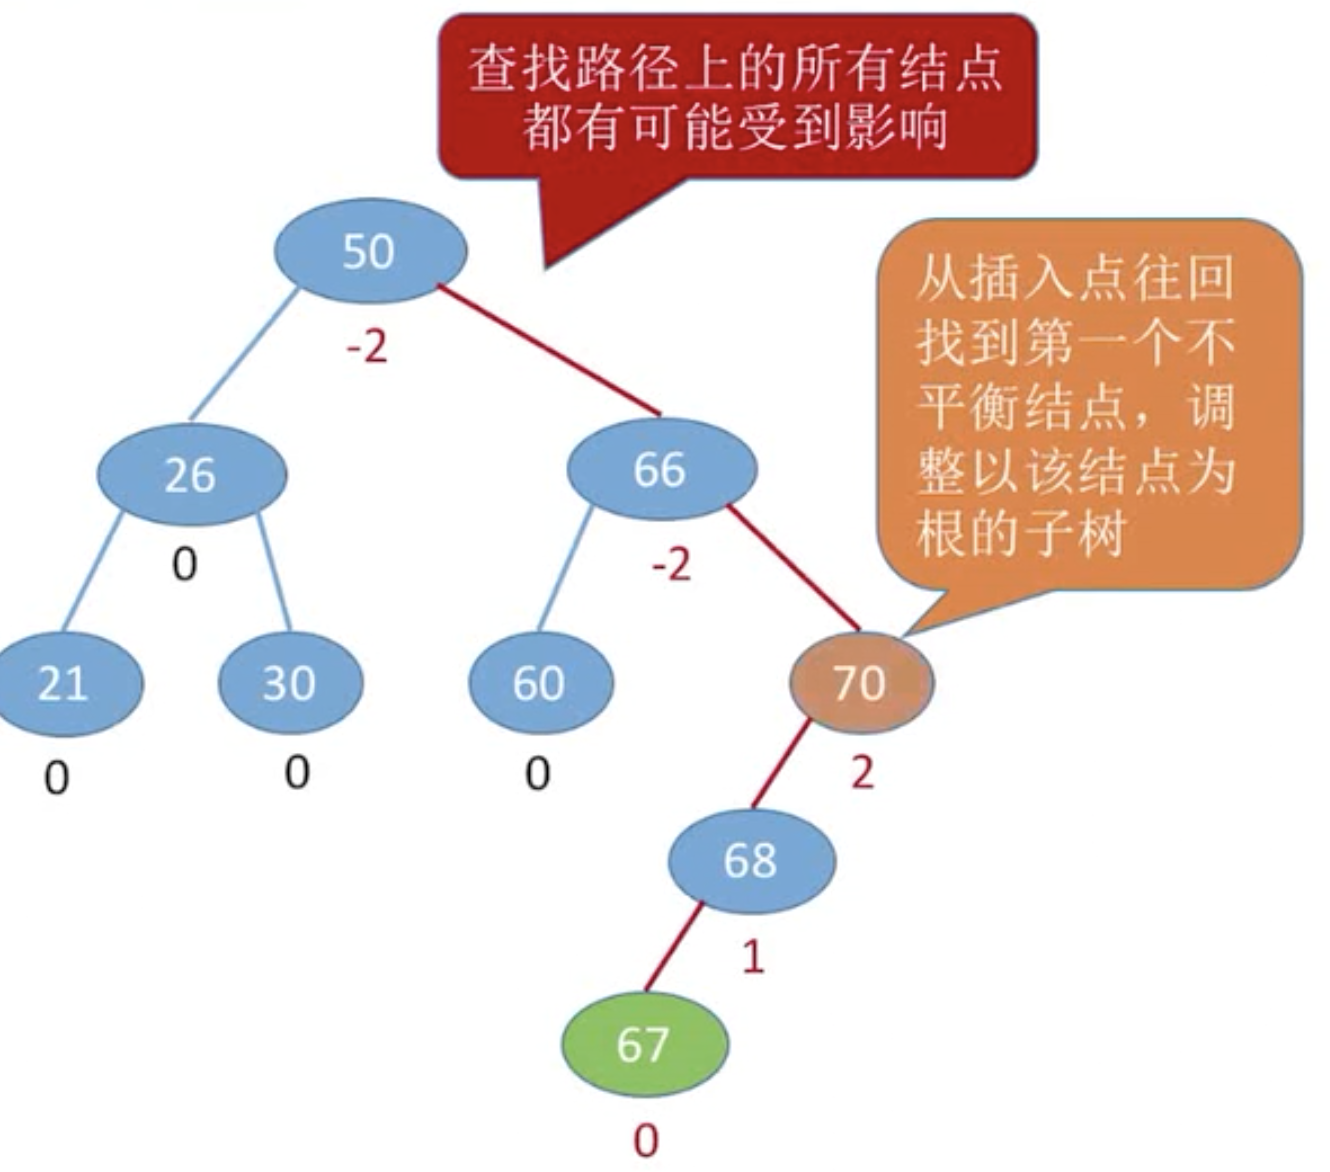 查找路径上的所有结点
都有可能受到影响
从插入点往回
找到第一个不
平衡结点，调
整以该结点为
根的子树
50
-2
26
66
0
-2
21
30
60
70
0
0
0
2
68
1
67
0